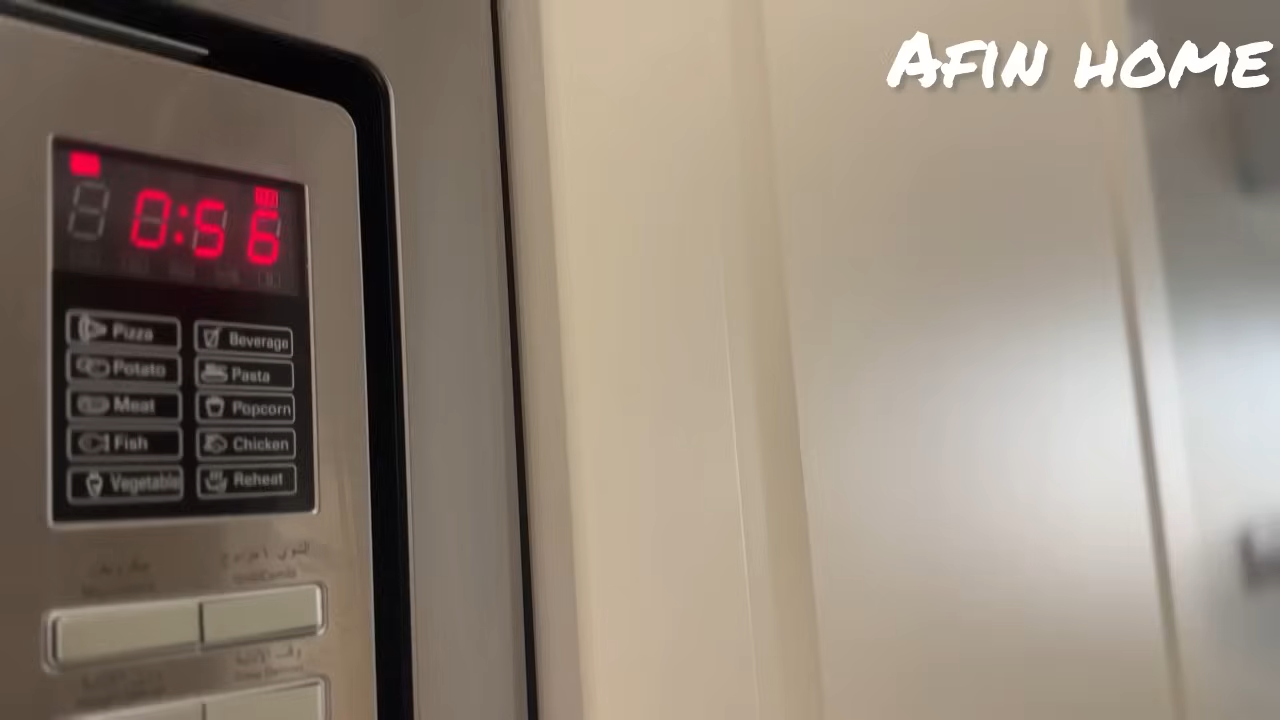 AFIN HOME
0:56
Pizza
Beverage
Potato
Pasta
Meat
Popcorn
Fish
Chicken
Vegetable
Reheat